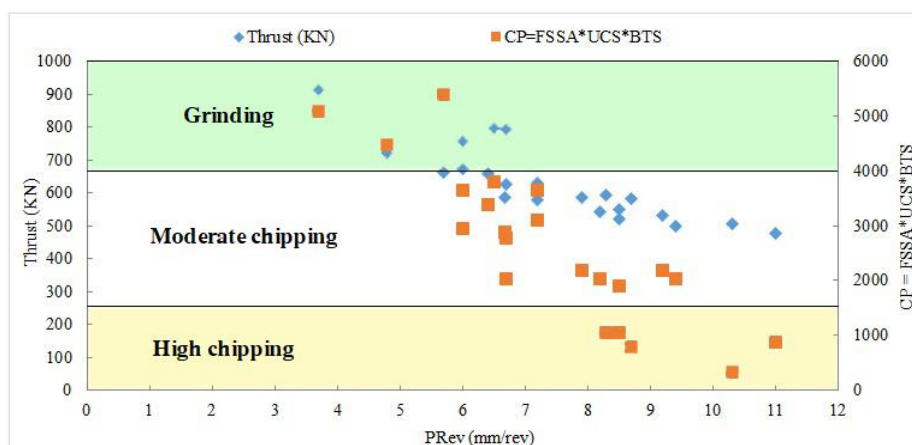 Thrust (KN) CP=FSSA*UCS*BTS
1000 6000
900
Grinding
5000
800
700
4000
600
Moderate chipping
3000
500
400
2000
300
200
High chipping
1000
100
0 0
0 1 2 3 4 5 6 7 8 9 10 11 12
PRev (mm/rev)
Thrust (KN)
CP = FSSA*UCS*BTS